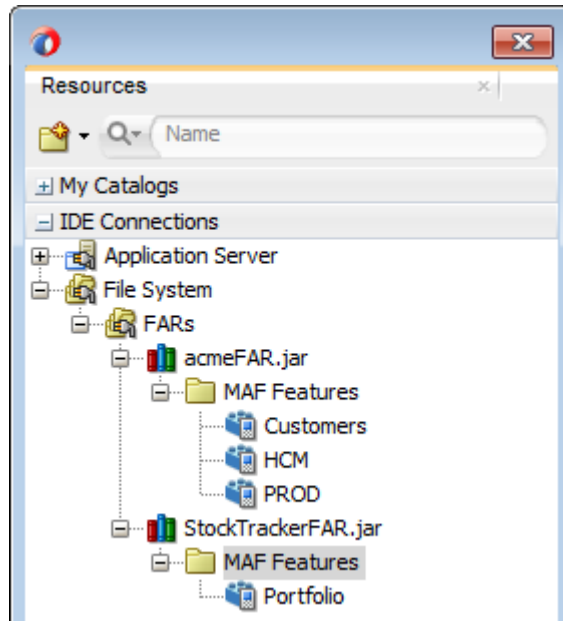 Resources
Name
My Catalogs
IDE Connections
Application Server
File System
FARs
acmeFAR.jar
MAF Features
Customers
HCM
PROD
StockTrackerFAR.jar
MAF Features
Portfolio